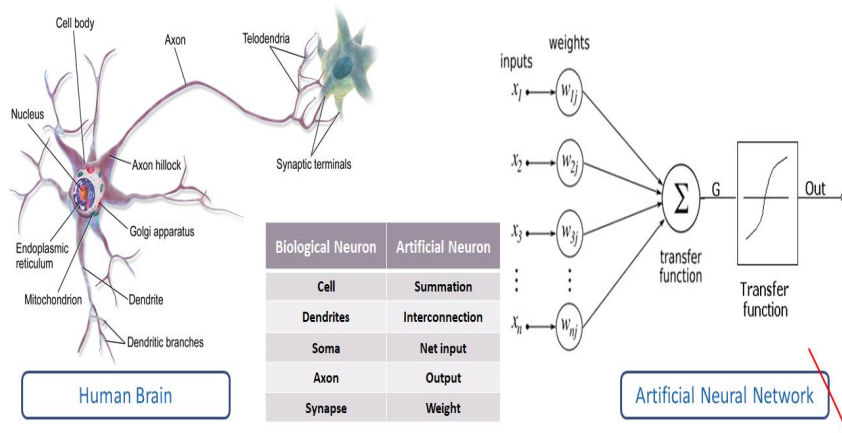 Cell body
Axon
Telodendria
Nucleus
Axon hillock
Synaptic terminals
Endoplasmic
reticulum
Golgi apparatus
Mitochondrion
Dendrite
Dendritic branches
Human Brain
Biological Neuron Artificial Neuron
Cell Summation
Dendrites Interconnection
Soma Net input
Axon Output
Synapse Weight
weights
inputs
x1 w1j
x2 w2j
x3 w3j
⋮ ⋮
xn wnj
Σ
transfer
function
G
Out
Transfer
function
Artificial Neural Network